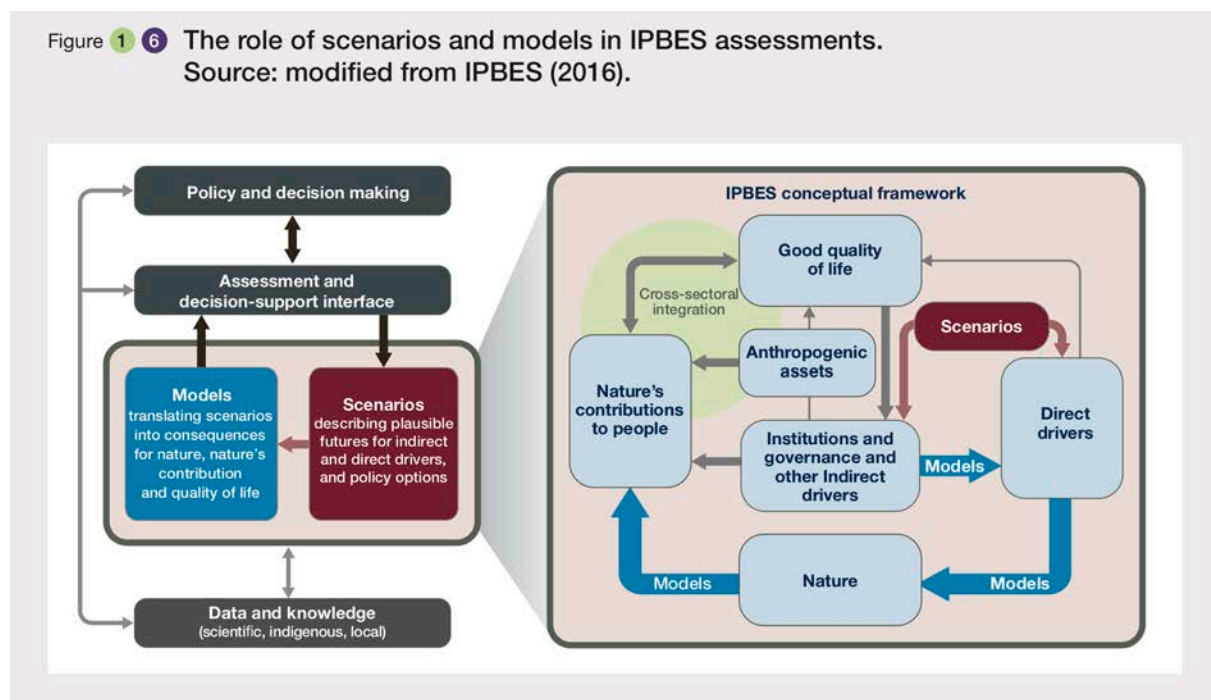 Figure 1 6 The role of scenarios and models in IPBES assessments.
Source: modified from IPBES (2016).
Policy and decision making
Assessment and
decision-support interface
Models
translating scenarios
into consequences
for nature, nature's
contribution
and quality of life
Scenarios
describing plausible
futures for indirect
and direct drivers,
and policy options
Data and knowledge
(scientific, indigenous, local)
IPBES conceptual framework
Good quality
of life
Cross-sectoral
integration
Scenarios
Anthropogenic
assets
Nature's
contributions
to people
Direct
drivers
Institutions and
governance and
other Indirect
drivers
Models
Models
Nature
Models